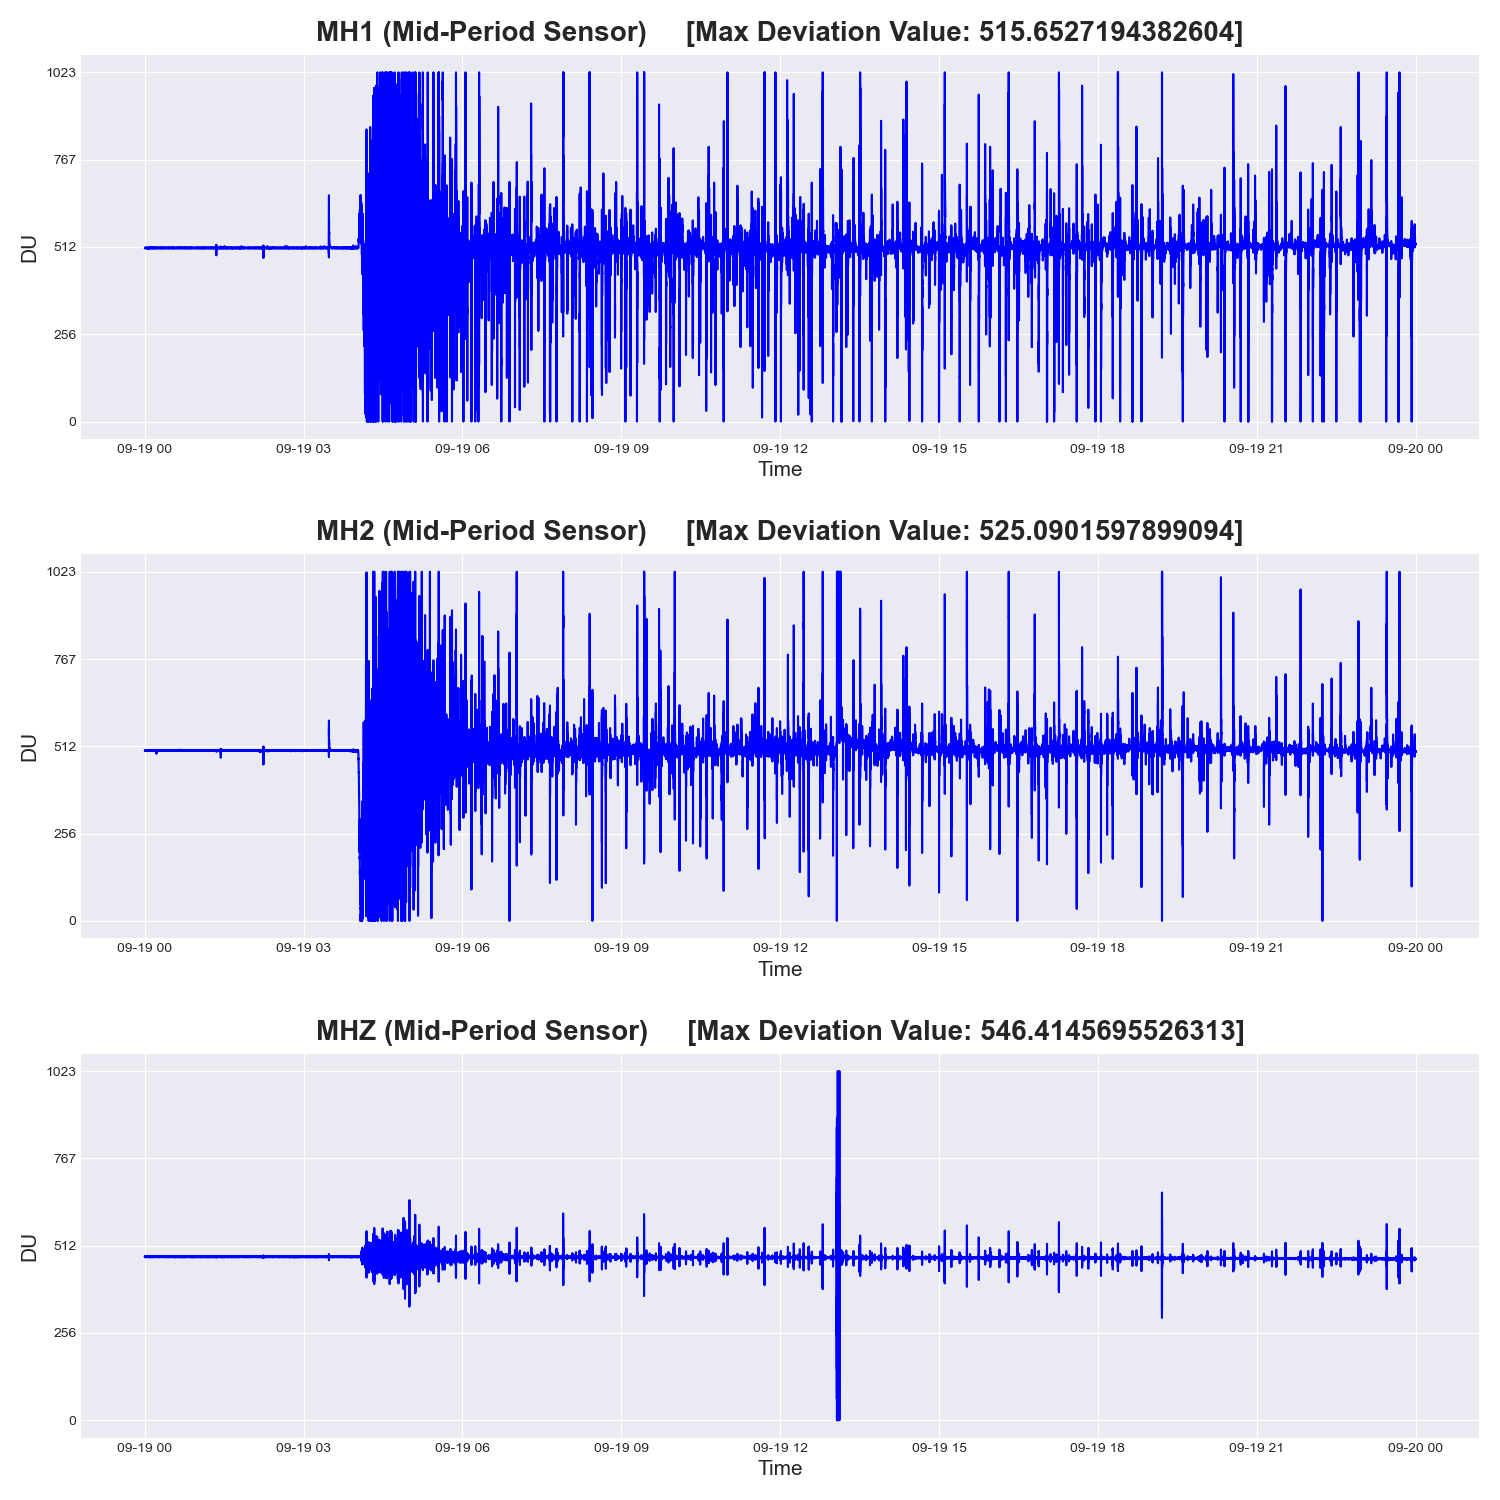 MH1 (Mid-Period Sensor) [Max Deviation Value: 515.6527194382604]
1023
767
512
256
0
DU
09-19 00 09-19 03 09-19 06 09-19 09 09-19 12 09-19 15 09-19 18 09-19 21 09-20 00
Time
MH2 (Mid-Period Sensor) [Max Deviation Value: 525.0901597899094]
1023
767
512
256
0
DU
09-19 00 09-19 03 09-19 06 09-19 09 09-19 12 09-19 15 09-19 18 09-19 21 09-20 00
Time
MHZ (Mid-Period Sensor) [Max Deviation Value: 546.4145695526313]
1023
767
512
256
0
DU
09-19 00 09-19 03 09-19 06 09-19 09 09-19 12 09-19 15 09-19 18 09-19 21 09-20 00
Time